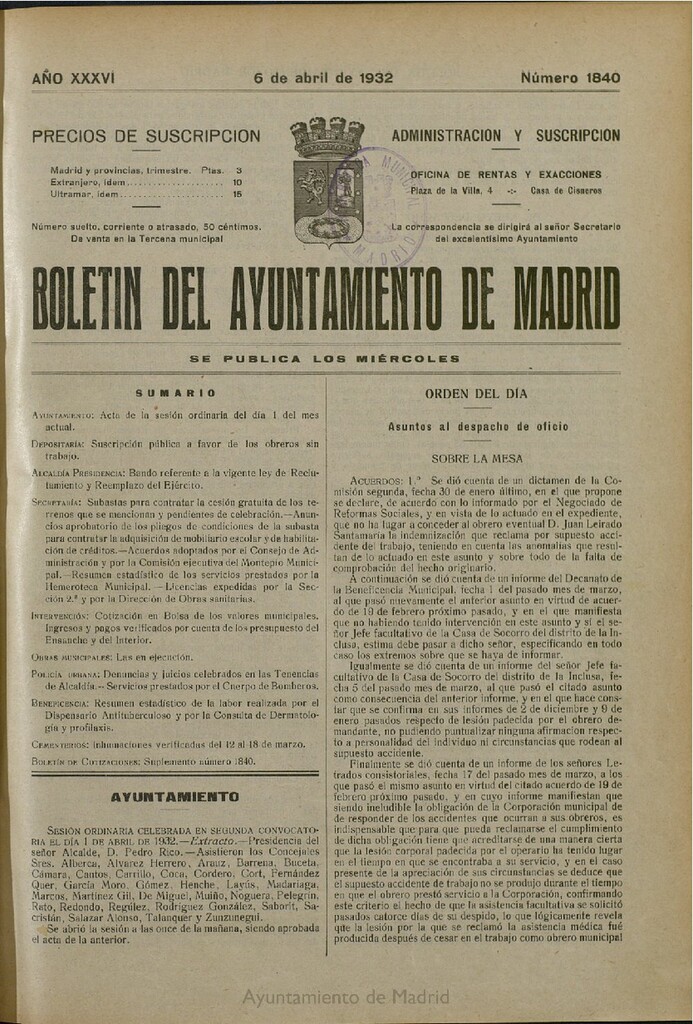 AÑO XXXVI
6 de abril de 1932
Número 1840
PRECIOS DE SUSCRIPCION
Madrid y provincias, trimestre. Ptas. 3
Extranjero, ídem...................... 10
Ultramar, ídem........................ 15
Número suelto, corriente o atrasado, 50 céntimos.
De venta en la Tercena municipal
ADMINISTRACION Y SUSCRIPCION
OFICINA DE RENTAS Y EXACCIONES
Plaza de la Villa, 4 -:- Casa de Cisneros
La correspondencia se dirigirá al señor Secretario
del excelentísimo Ayuntamiento
BOLETIN DEL AYUNTAMIENTO DE MADRID
SE PUBLICA LOS MIÉRCOLES
SUMARIO
AYUNTAMIENTO: Acta de la sesión ordinaria del día 1 del mes
actual.
DEPOSITARÍA: Suscripción pública a favor de los obreros sin
trabajo.
ALCALDÍA PRESIDENCIA: Bando referente a la vigente ley de Reclu-
tamiento y Reemplazo del Ejército.
SECRETARÍA: Subastas para contratar la cesión gratuita de los te-
rrenos que se mencionan y pendientes de celebración.—Anun-
cios aprobatorio de los pliegos de condiciones de la subasta
para contratar la adquisición de mobiliario escolar y de habilita-
ción de créditos.—Acuerdos adoptados por el Consejo de Ad-
ministración y por la Comisión ejecutiva del Montepío Munici-
pal.—Resumen estadístico de los servicios prestados por la
Hemeroteca Municipal.—Licencias expedidas por la Sec-
ción 2.ª y por la Dirección de Obras sanitarias.
INTERVENCIÓN: Cotización en Bolsa de los valores municipales.
Ingresos y pagos verificados por cuenta de los presupuesto del
Ensanche y del Interior.
OBRAS MUNICIPALES: Las en ejecución.
POLICÍA URBANA: Denuncias y juicios celebrados en las Tenencias
de Alcaldía.—Servicios prestados por el Cuerpo de Bomberos.
BENEFICENCIA: Resumen estadístico de la labor realizada por el
Dispensario Antituberculoso y por la Consulta de Dermatolo-
gía y profilaxis.
CEMENTERIOS: Inhumaciones verificadas del 12 al 18 de marzo.
BOLETÍN DE COTIZACIONES: Suplemento número 1840.
AYUNTAMIENTO
SESIÓN ORDINARIA CELEBRADA EN SEGUNDA CONVOCATO-
RIA EL DÍA 1 DE ABRIL DE 1932.—Extracto.—Presidencia del
señor Alcalde, D. Pedro Rico.—Asistieron los Concejales
Sres. Alberca, Alvarez Herrero, Arauz, Barrena, Buceta,
Cámara, Cantos, Carrillo, Coca, Cordero, Cort, Fernández
Quer, García Moro, Gómez, Henche, Layús, Madariaga,
Marcos, Martínez Gil, De Miguel, Muiño, Noguera, Pelegrín,
Rato, Redondo, Regúlez, Rodríguez González, Saborit, Sa-
cristán, Salazar Alonso, Talanquer y Zunzunegui.
Se abrió la sesión a las once de la mañana, siendo aprobada
el acta de la anterior.
ORDEN DEL DÍA
Asuntos al despacho de oficio
SOBRE LA MESA
ACUERDOS: 1.º Se dió cuenta de un dictamen de la Co-
misión segunda, fecha 30 de enero último, en el que propone
se declare, de acuerdo con lo informado por el Negociado de
Reformas Sociales, y en vista de lo actuado en el expediente,
que no ha lugar a conceder al obrero eventual D. Juan Leirado
Santamaría la indemnización que reclama por supuesto acci-
dente del trabajo, teniendo en cuenta las anomalías que resul-
tan de lo actuado en este asunto y sobre todo de la falta de
comprobación del hecho originario.
A continuación se dió cuenta de un informe del Decanato de
la Beneficencia Municipal, fecha 1 del pasado mes de marzo,
al que pasó nuevamente el anterior asunto en virtud de acuer-
do de 19 de febrero próximo pasado, y en el que manifiesta
que no habiendo tenido intervención en este asunto y sí el se-
ñor Jefe facultativo de la Casa de Socorro del distrito de la In-
clusa, estima debe pasar a dicho señor, especificando en todo
caso los extremos sobre que se haya de informar.
Igualmente se dió cuenta de un informe del señor Jefe fa-
cultativo de la Casa de Socorro del distrito de la Inclusa, fe-
cha 5 del pasado mes de marzo, al que pasó el citado asunto
como consecuencia del anterior informe, y en el que hace cons-
tar que se confirma en sus informes de 2 de diciembre y 9 de
enero pasados respecto de lesión padecida por el obrero de-
mandante, no pudiendo puntualizar ninguna afirmación respec-
to a personalidad del individuo ni circunstancias que rodean al
supuesto accidente.
Finalmente se dió cuenta de un informe de los señores Le-
trados consistoriales, fecha 17 del pasado mes de marzo, a los
que pasó el mismo asunto en virtud del citado acuerdo de 19 de
febrero próximo pasado, y en cuyo informe manifiestan que
siendo ineludible la obligación de la Corporación municipal de
de responder de los accidentes que ocurran a sus obreros, es
indispensable que para que pueda reclamarse el cumplimiento
de dicha obligación tiene que acreditarse de una manera cierta
que la lesión corporal padecida por el operario ha tenido lugar
en el tiempo en que se encontraba a su servicio, y en el caso
presente de la apreciación de sus circunstancias se deduce que
el supuesto accidente de trabajo no se produjo durante el tiempo
en que el obrero prestó servicio a la Corporación, confirmando
este criterio el hecho de que la asistencia facultativa se solicitó
pasados catorce días de su despido, lo que lógicamente revela
que la lesión por la que se reclamó la asistencia médica fué
producida después de cesar en el trabajo como obrero municipal
Ayuntamiento de Madrid